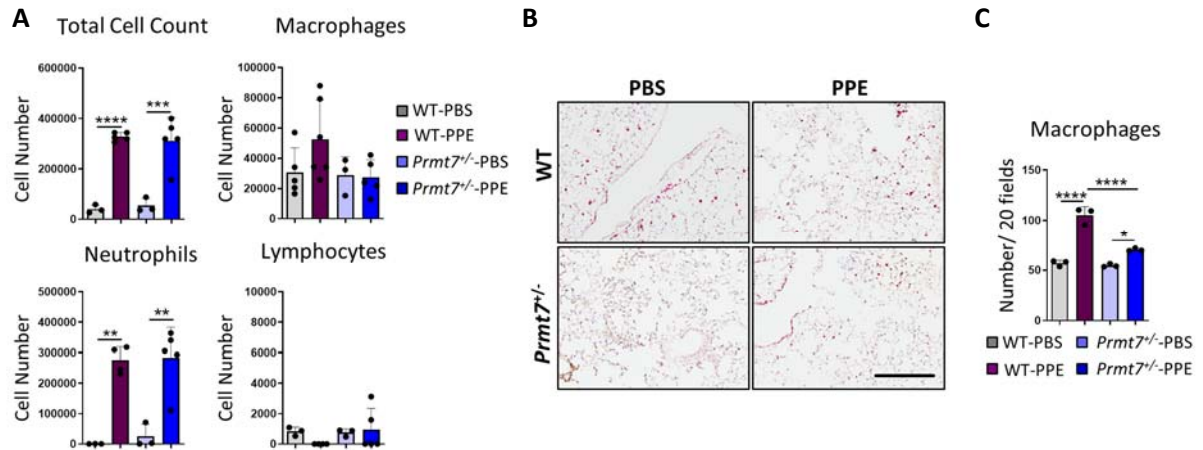 A
Total Cell Count
Cell Number
600000
400000
200000
0
****
***
Macrophages
Cell Number
100000
80000
60000
40000
20000
0
WT-PBS
WT-PPE
Prmt7+/--PBS
Prmt7+/--PPE
Neutrophils
Cell Number
500000
400000
300000
200000
100000
0
**
**
Lymphocytes
Cell Number
10000
8000
6000
4000
2000
0
B
PBS
PPE
WT
Prmt7+/-
C
Macrophages
Number/ 20 fields
150
100
50
0
****
****
*
WT-PBS
Prmt7+/--PBS
WT-PPE
Prmt7+/--PPE